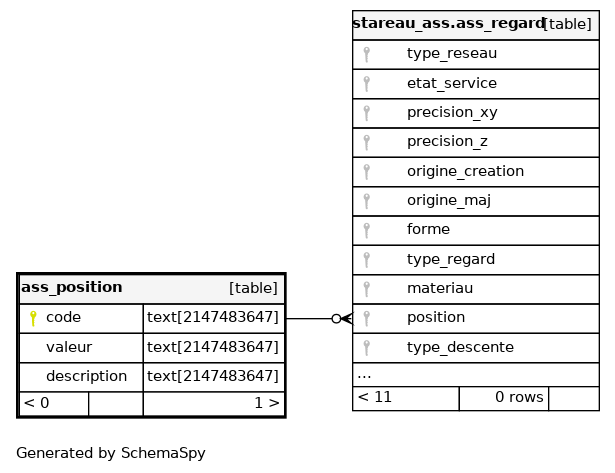 stareau_ass.ass_regard [table]
type_reseau
etat_service
precision_xy
precision_z
origine_creation
origine_maj
forme
type_regard
materiau
position
type_descente
...
< 11 0 rows
ass_position [table]
code text[2147483647]
valeur text[2147483647]
description text[2147483647]
< 0 1 >
Generated by SchemaSpy